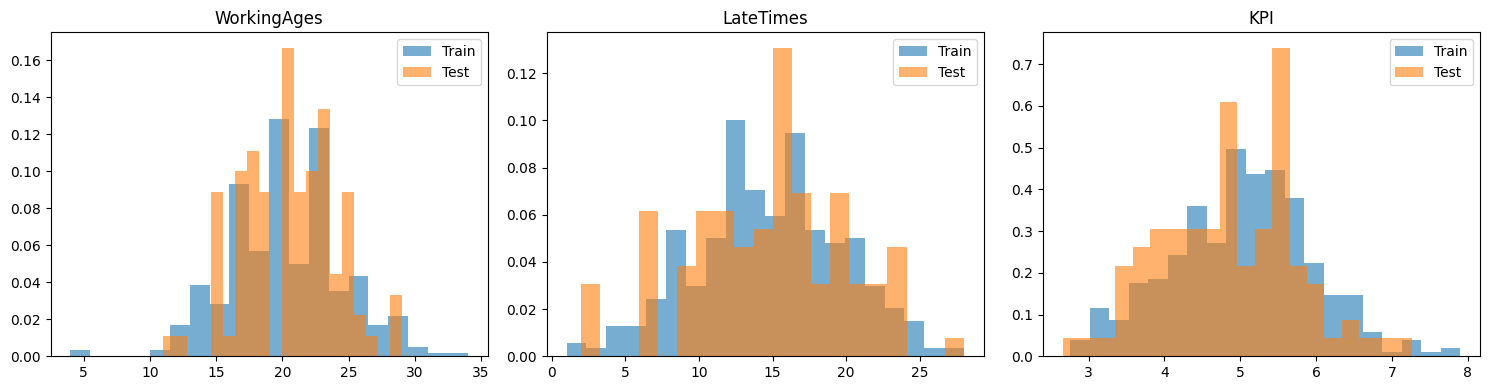 WorkingAges
Train
Test
0.16
0.14
0.12
0.10
0.08
0.06
0.04
0.02
0.00
5 10 15 20 25 30 35
LateTimes
Train
Test
0.12
0.10
0.08
0.06
0.04
0.02
0.00
0 5 10 15 20 25
KPI
Train
Test
0.7
0.6
0.5
0.4
0.3
0.2
0.1
0.0
3 4 5 6 7 8